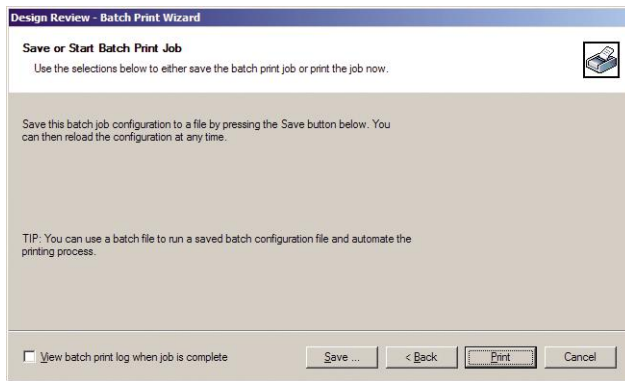 Design Review - Batch Print Wizard
Save or Start Batch Print Job
Use the selections below to either save the batch print job or print the job now.
Save this batch job configuration to a file by pressing the Save button below. You
can then reload the configuration at any time.
TIP: You can use a batch file to run a saved batch configuration file and automate the
printing process.
View batch print log when job is complete
Save ...
< Back
Print
Cancel